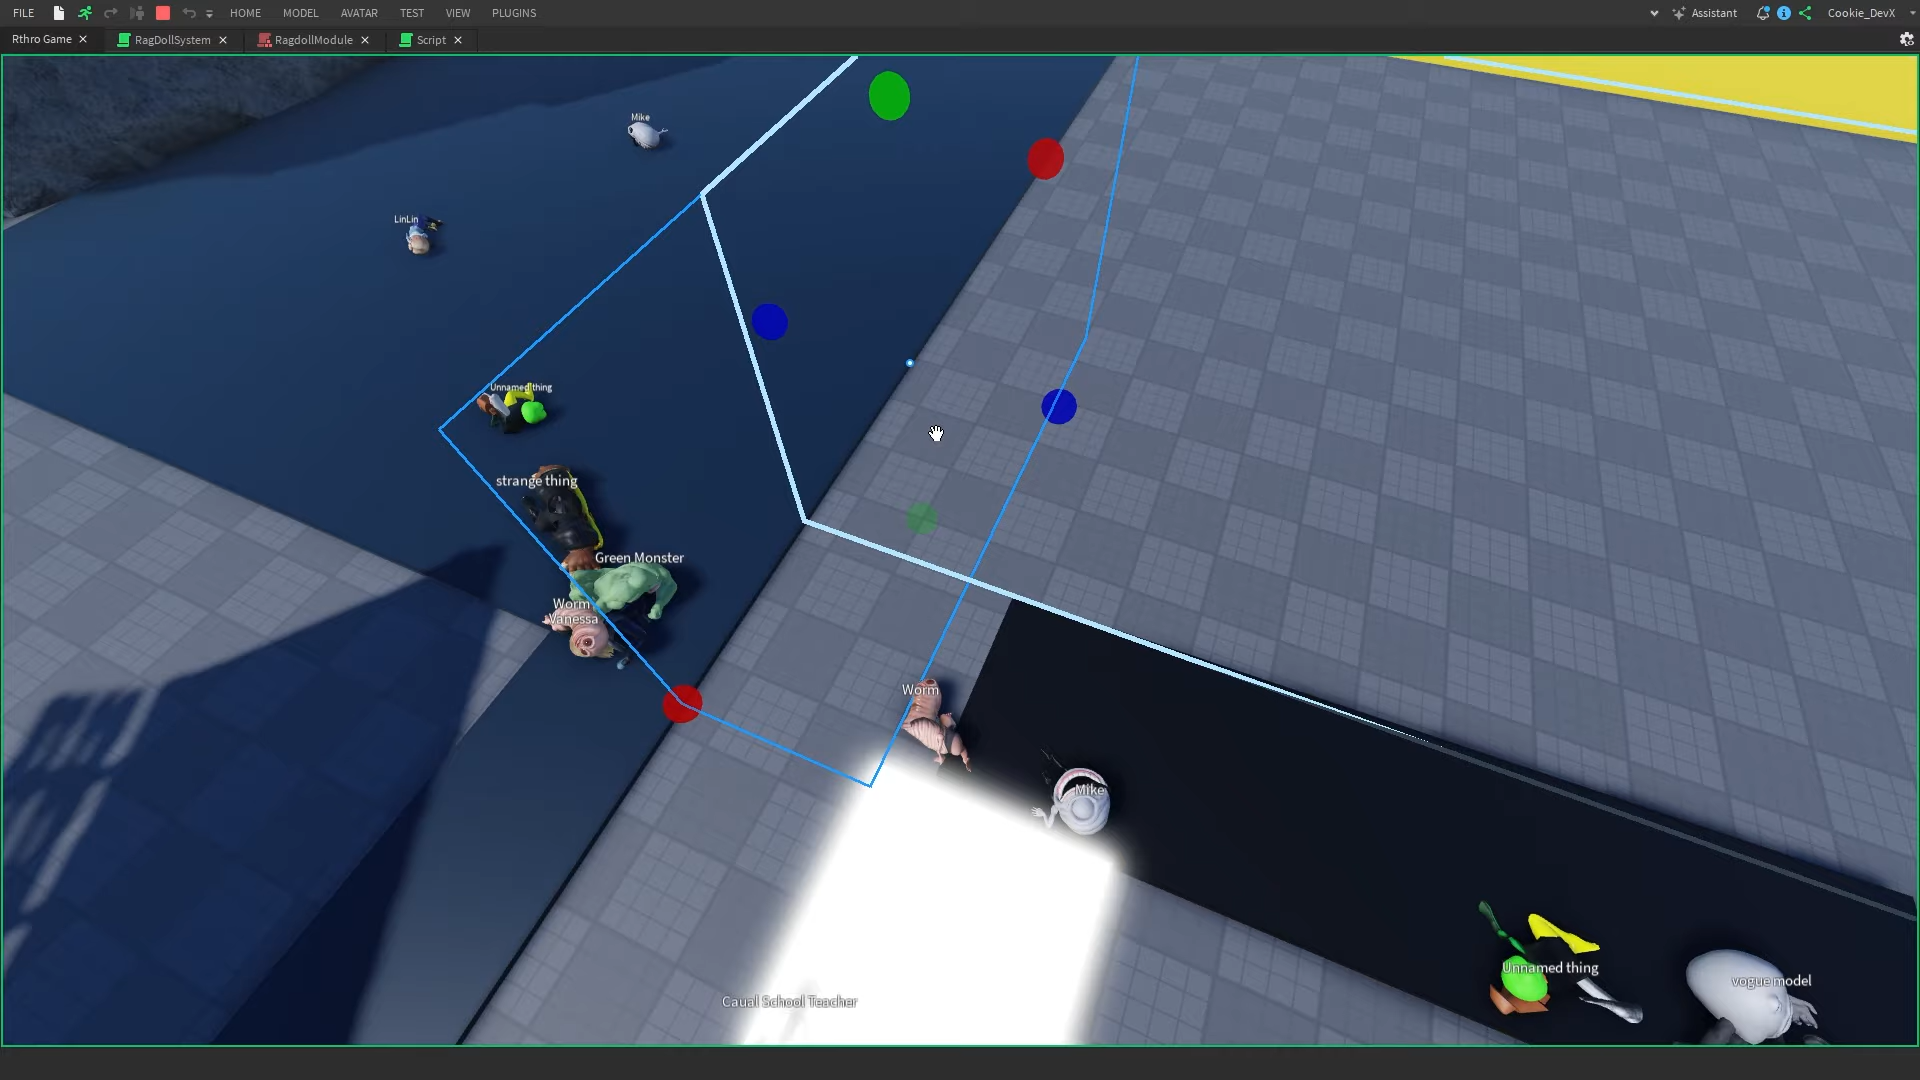 FILE HOME MODEL AVATAR TEST VIEW PLUGINS Assistant Cookie_DevX
Rthro Game RagDollSystem RagdollModule Script
Mike
LinLin
Unnamed thing
strange thing
Green Monster
Worm
Vanessa
Worm
Mike
Unnamed thing
vogue model
Caual School Teacher